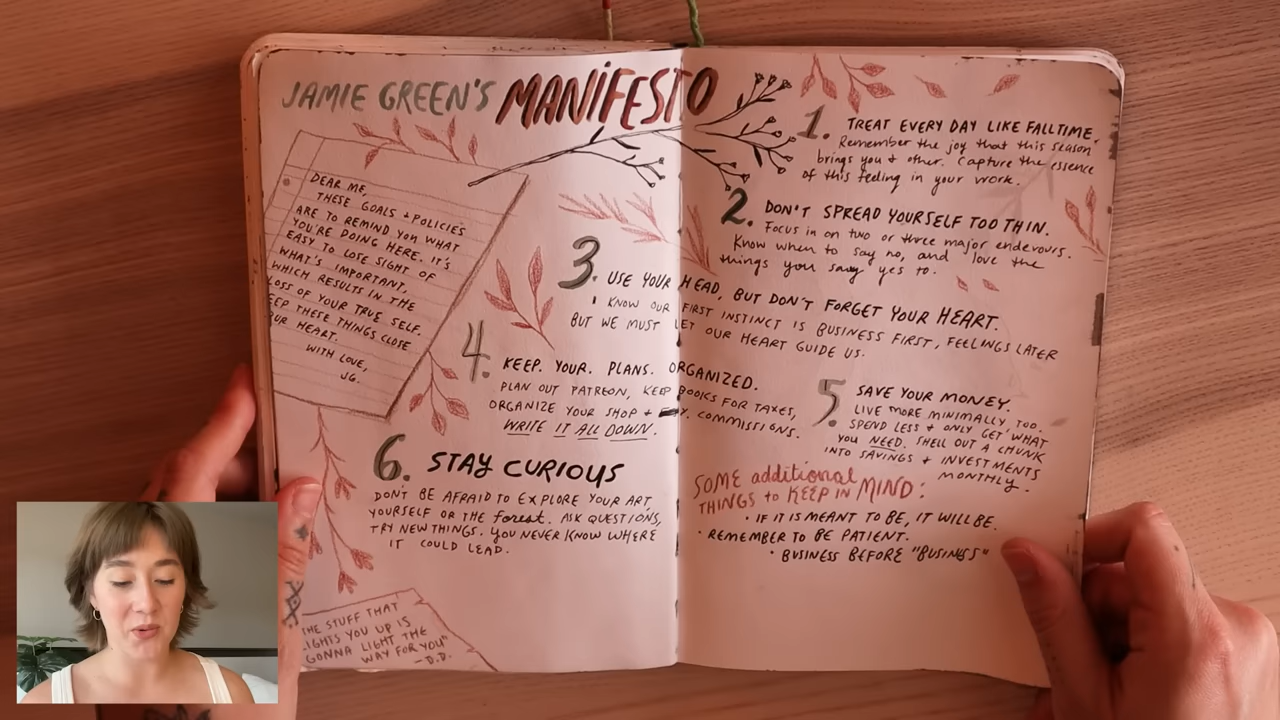 JAMIE GREEN'S MANIFESTO
DEAR ME,
THESE GOALS + POLICIES
ARE TO REMIND YOU WHAT
YOU'RE DOING HERE. IT'S
EASY TO LOSE SIGHT OF
WHAT'S IMPORTANT,
WHICH RESULTS IN THE
LOSS OF YOUR TRUE SELF.
EEP THESE THINGS CLOSE
OUR HEART.
WITH LOVE,
JG.
1. TREAT EVERY DAY LIKE FALLTIME.
Remember the joy that this season
brings you + other. Capture the essence
of this feeling in your work.
2. DON'T SPREAD YOURSELF TOO THIN.
Focus in on two or three major endevours.
Know when to say no, and love the
things you say yes to.
3. USE YOUR HEAD, BUT DON'T FORGET YOUR HEART.
I KNOW OUR FIRST INSTINCT IS BUSINESS FIRST, FEELINGS LATER
BUT WE MUST LET OUR HEART GUIDE US.
4. KEEP. YOUR. PLANS. ORGANIZED.
PLAN OUT PATREON, KEEP BOOKS FOR TAXES,
ORGANIZE YOUR SHOP + COMMISSIONS.
WRITE IT ALL DOWN.
5 SAVE YOUR MONEY.
LIVE MORE MINIMALLY, TOO.
SPEND LESS + ONLY GET WHAT
YOU NEED. SHELL OUT A CHUNK
INTO SAVINGS + INVESTMENTS
MONTHLY.
6. STAY CURIOUS
DON'T BE AFRAID TO EXPLORE YOUR ART,
YOURSELF OR THE forest. ASK QUESTIONS,
TRY NEW THINGS. YOU NEVER KNOW WHERE
IT COULD LEAD.
SOME additional
THINGS to KEEP IN MIND:
• IF IT IS MEANT TO BE, IT WILL BE.
• REMEMBER TO BE PATIENT.
• BUSINESS BEFORE "BUSINESS"
THE STUFF THAT
LIGHTS YOU UP IS
GONNA LIGHT THE
WAY FOR YOU"
—D.D.